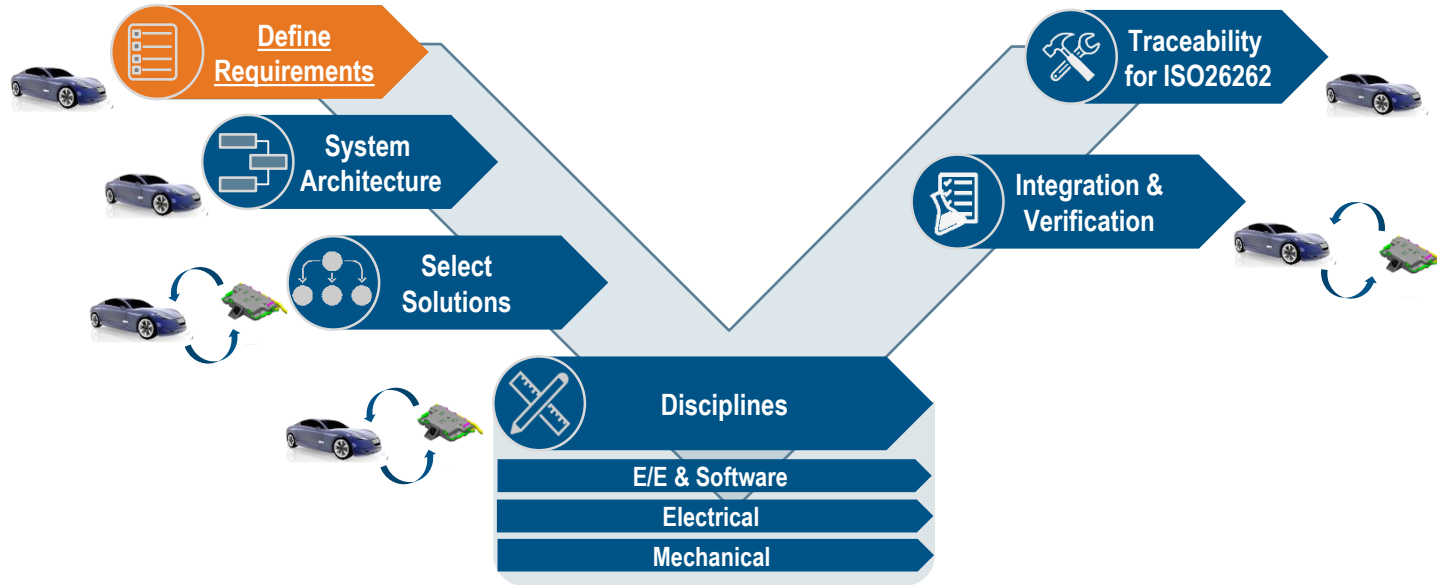 Define
Requirements
System
Architecture
Select
Solutions
Disciplines
E/E & Software
Electrical
Mechanical
Traceability
for ISO26262
Integration &
Verification